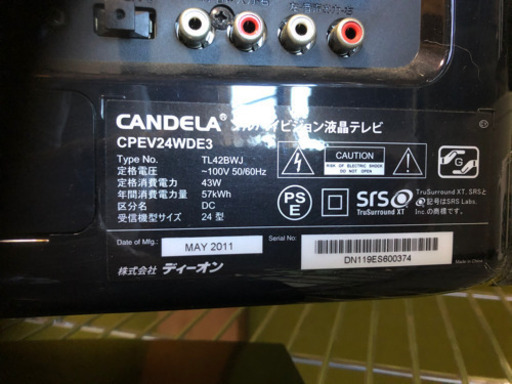 CANDELA® フルハイビジョン液晶テレビ
CPEV24WDE3
Type No. TL42BWJ
定格電圧 ~100V 50/60Hz
定格消費電力 43W
年間消費電力量 57kWh
区分名 DC
受信機型サイズ 24 型
CAUTION
RISK OF ELECTRIC SHOCK
DO NOT OPEN
PS
E
SRS
TruSurround XT
G
TruSurround XT, SRSと
記号はSRS Labs,
Inc.の商標です。
Date of Mfg.: MAY 2011
Serial No:
DN119ES600374
Made in China
株式会社 ディーオン